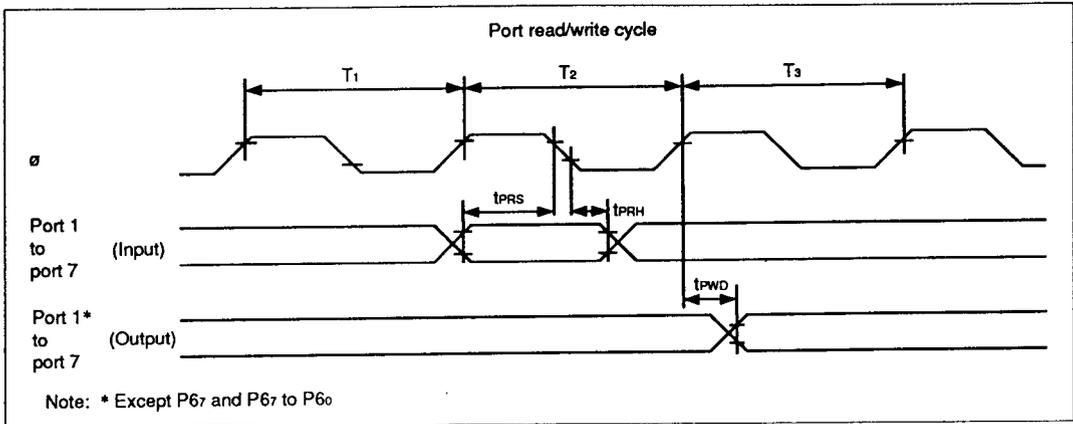 Port read/write cycle
T1 T2 T3
ø
tPRS tPRH
Port 1
to (Input)
port 7
tPWD
Port 1*
to (Output)
port 7
Note: * Except P67 and P67 to P60